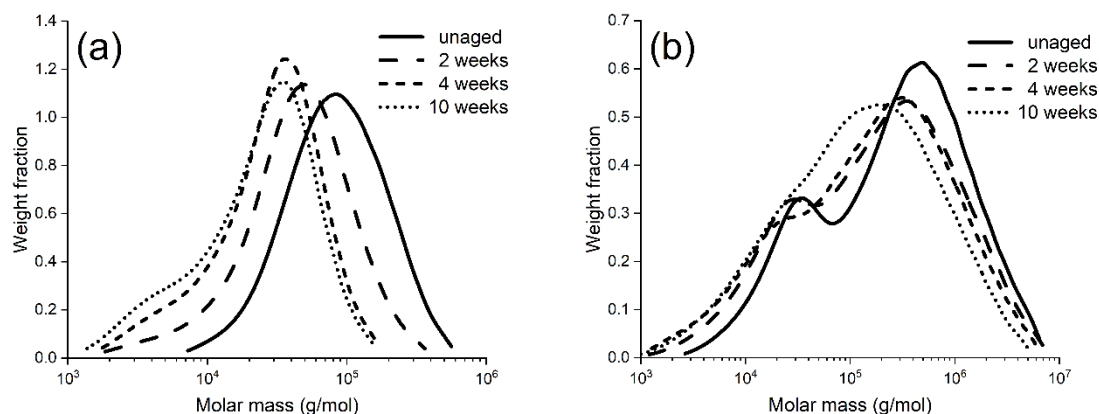 (a)
unaged
2 weeks
4 weeks
10 weeks
1.4
1.2
1.0
0.8
0.6
0.4
0.2
0.0
Weight fraction
10³ 10⁴ 10⁵ 10⁶
Molar mass (g/mol)
(b)
unaged
2 weeks
4 weeks
10 weeks
0.7
0.6
0.5
0.4
0.3
0.2
0.1
0.0
Weight fraction
10³ 10⁴ 10⁵ 10⁶ 10⁷
Molar mass (g/mol)